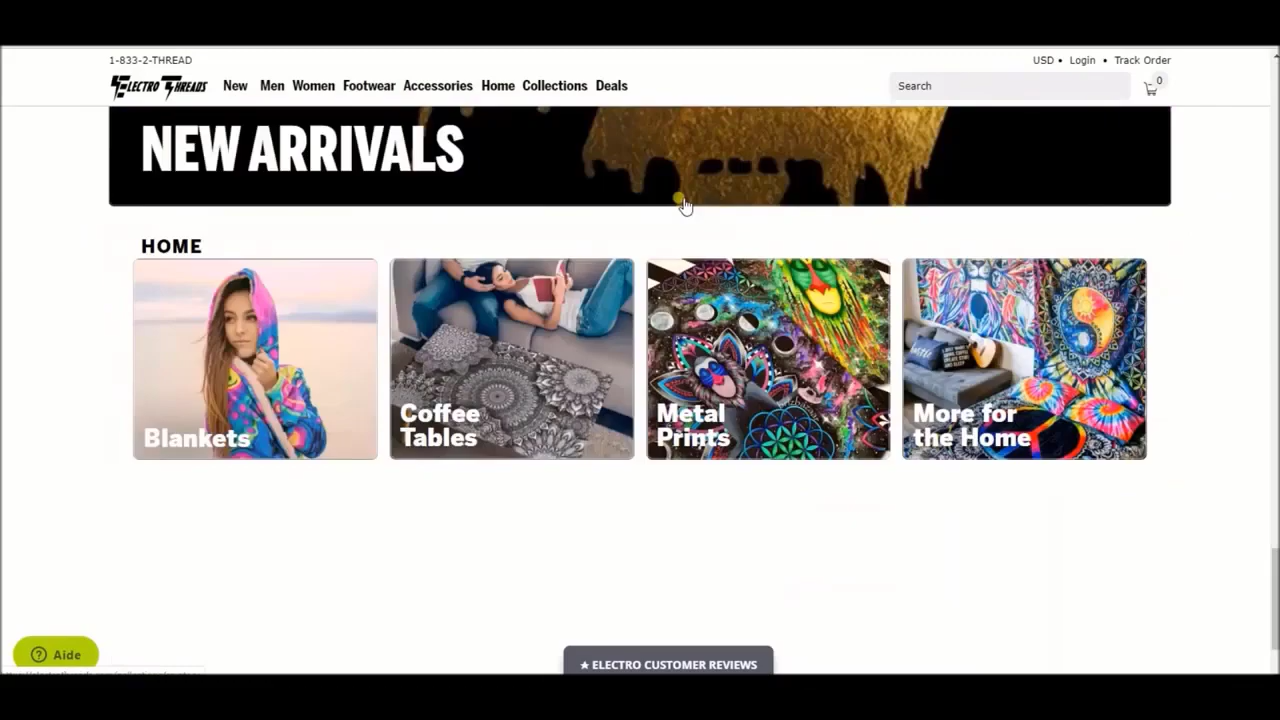 1-833-2-THREAD
USD • Login • Track Order
ELECTRO THREADS New Men Women Footwear Accessories Home Collections Deals Search 0
NEW ARRIVALS
HOME
Blankets
Coffee
Tables
Metal
Prints
More for
the Home
Aide
★ ELECTRO CUSTOMER REVIEWS